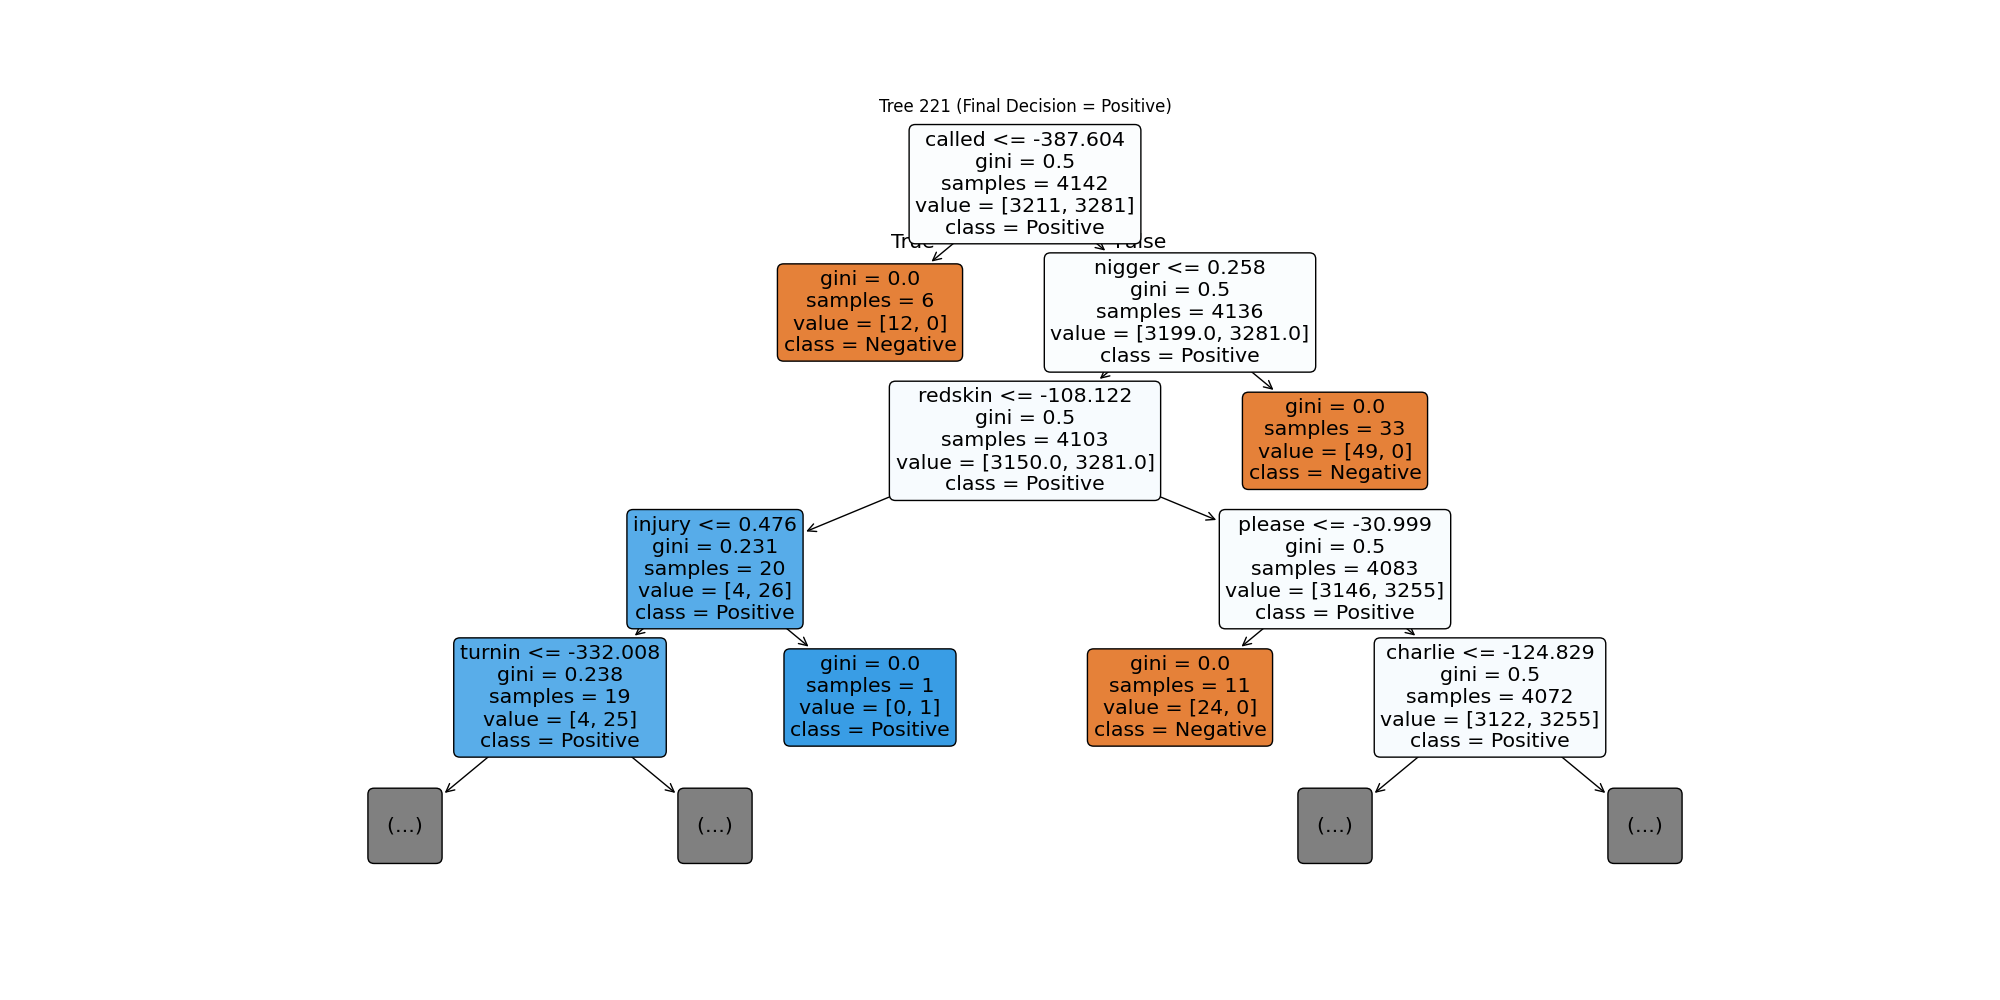 Tree 221 (Final Decision = Positive)
called <= -387.604
gini = 0.5
samples = 4142
value = [3211, 3281]
class = Positive
True
False
gini = 0.0
samples = 6
value = [12, 0]
class = Negative
nigger <= 0.258
gini = 0.5
samples = 4136
value = [3199.0, 3281.0]
class = Positive
redskin <= -108.122
gini = 0.5
samples = 4103
value = [3150.0, 3281.0]
class = Positive
gini = 0.0
samples = 33
value = [49, 0]
class = Negative
injury <= 0.476
gini = 0.231
samples = 20
value = [4, 26]
class = Positive
please <= -30.999
gini = 0.5
samples = 4083
value = [3146, 3255]
class = Positive
turnin <= -332.008
gini = 0.238
samples = 19
value = [4, 25]
class = Positive
gini = 0.0
samples = 1
value = [0, 1]
class = Positive
gini = 0.0
samples = 11
value = [24, 0]
class = Negative
charlie <= -124.829
gini = 0.5
samples = 4072
value = [3122, 3255]
class = Positive
(...)
(...)
(...)
(...)